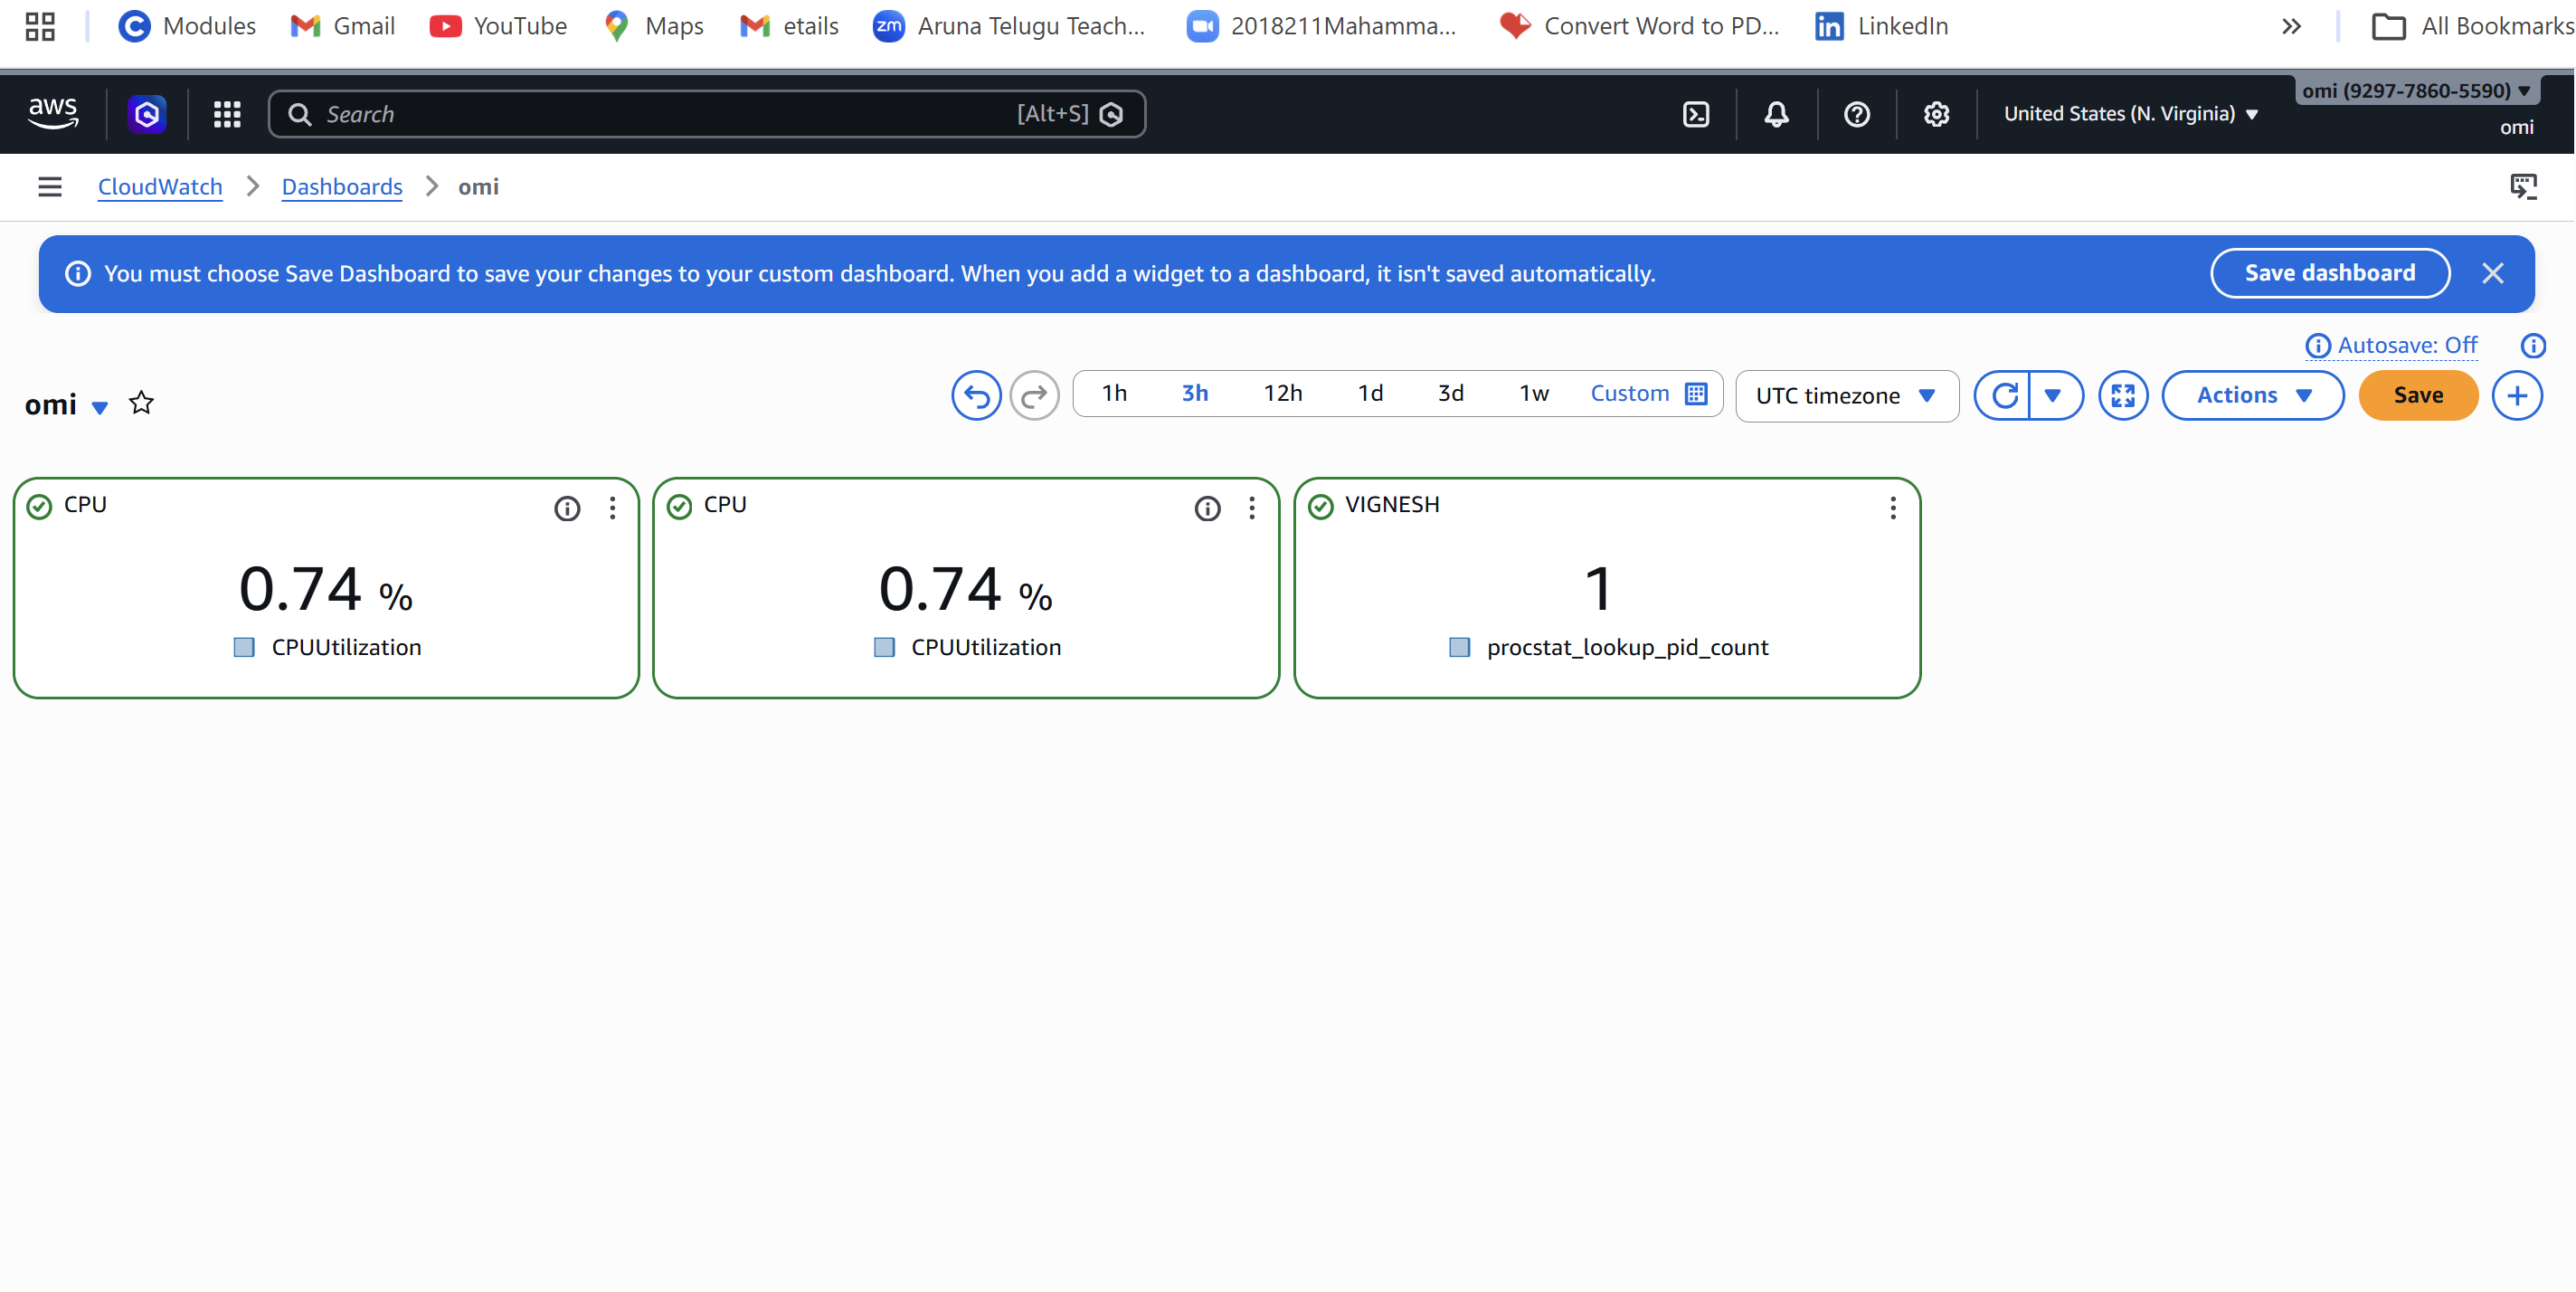 Modules Gmail YouTube Maps etails Aruna Telugu Teach... 2018211Mahamma... Convert Word to PD... LinkedIn All Bookmarks
aws Search [Alt+S] United States (N. Virginia) omi (9297-7860-5590)
omi
CloudWatch Dashboards omi
You must choose Save Dashboard to save your changes to your custom dashboard. When you add a widget to a dashboard, it isn't saved automatically. Save dashboard
Autosave: Off
omi 1h 3h 12h 1d 3d 1w Custom UTC timezone Actions Save
CPU
0.74 %
CPUUtilization
CPU
0.74 %
CPUUtilization
VIGNESH
1
procstat_lookup_pid_count